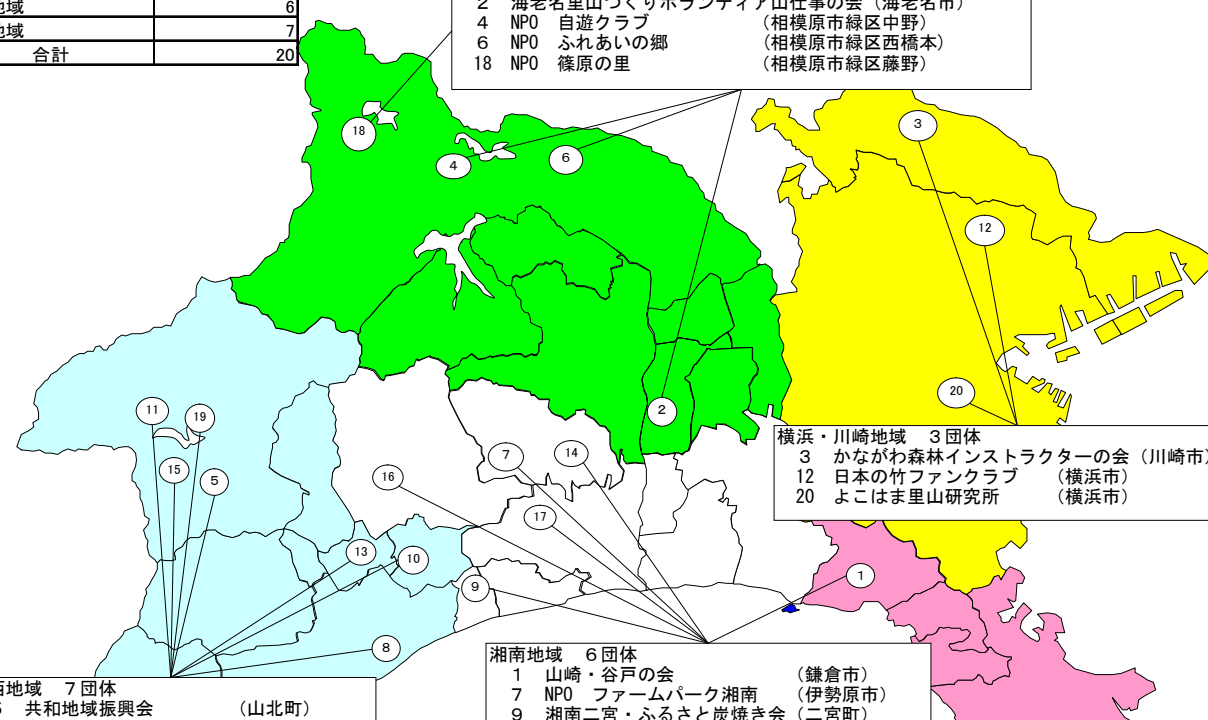 地域 6
地域 7
合計 20
2 海老名里山づくりボランティア山仕事の会（海老名市）
4 NPO 自遊クラブ （相模原市緑区中野）
6 NPO ふれあいの郷 （相模原市緑区西橋本）
18 NPO 篠原の里 （相模原市緑区藤野）
18
4
6
3
12
20
2
横浜・川崎地域 3団体
3 かながわ森林インストラクターの会（川崎市）
12 日本の竹ファンクラブ （横浜市）
20 よこはま里山研究所 （横浜市）
11
19
15
5
16
7
14
17
13
10
9
8
1
地域 7団体
共和地域振興会 （山北町）
湘南地域 6団体
1 山崎・谷戸の会 （鎌倉市）
7 NPO ファームパーク湘南 （伊勢原市）
9 湘南二宮・ふるさと炭焼き会（二宮町）